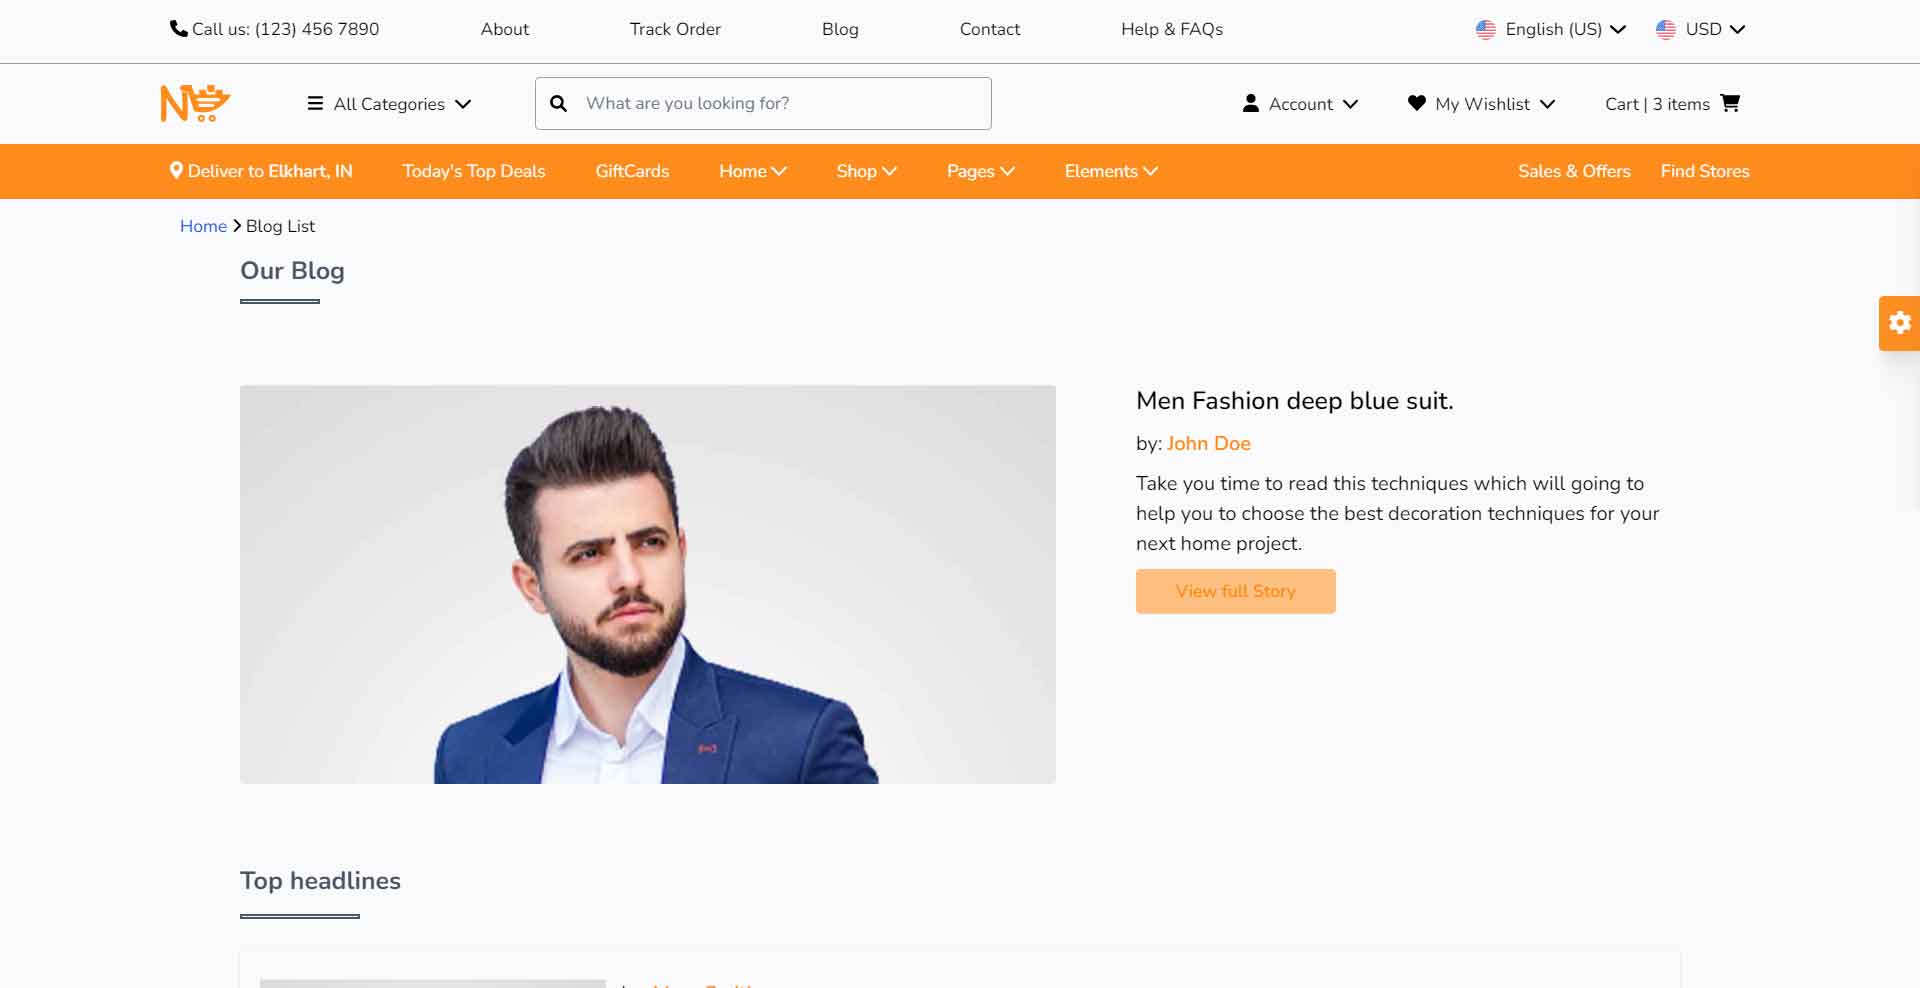 Call us: (123) 456 7890 About Track Order Blog Contact Help & FAQs English (US) USD
N All Categories What are you looking for? Account My Wishlist Cart | 3 items
Deliver to Elkhart, IN Today's Top Deals GiftCards Home Shop Pages Elements Sales & Offers Find Stores
Home Blog List
Our Blog
Men Fashion deep blue suit.
by: John Doe
Take you time to read this techniques which will going to
help you to choose the best decoration techniques for your
next home project.
View full Story
Top headlines